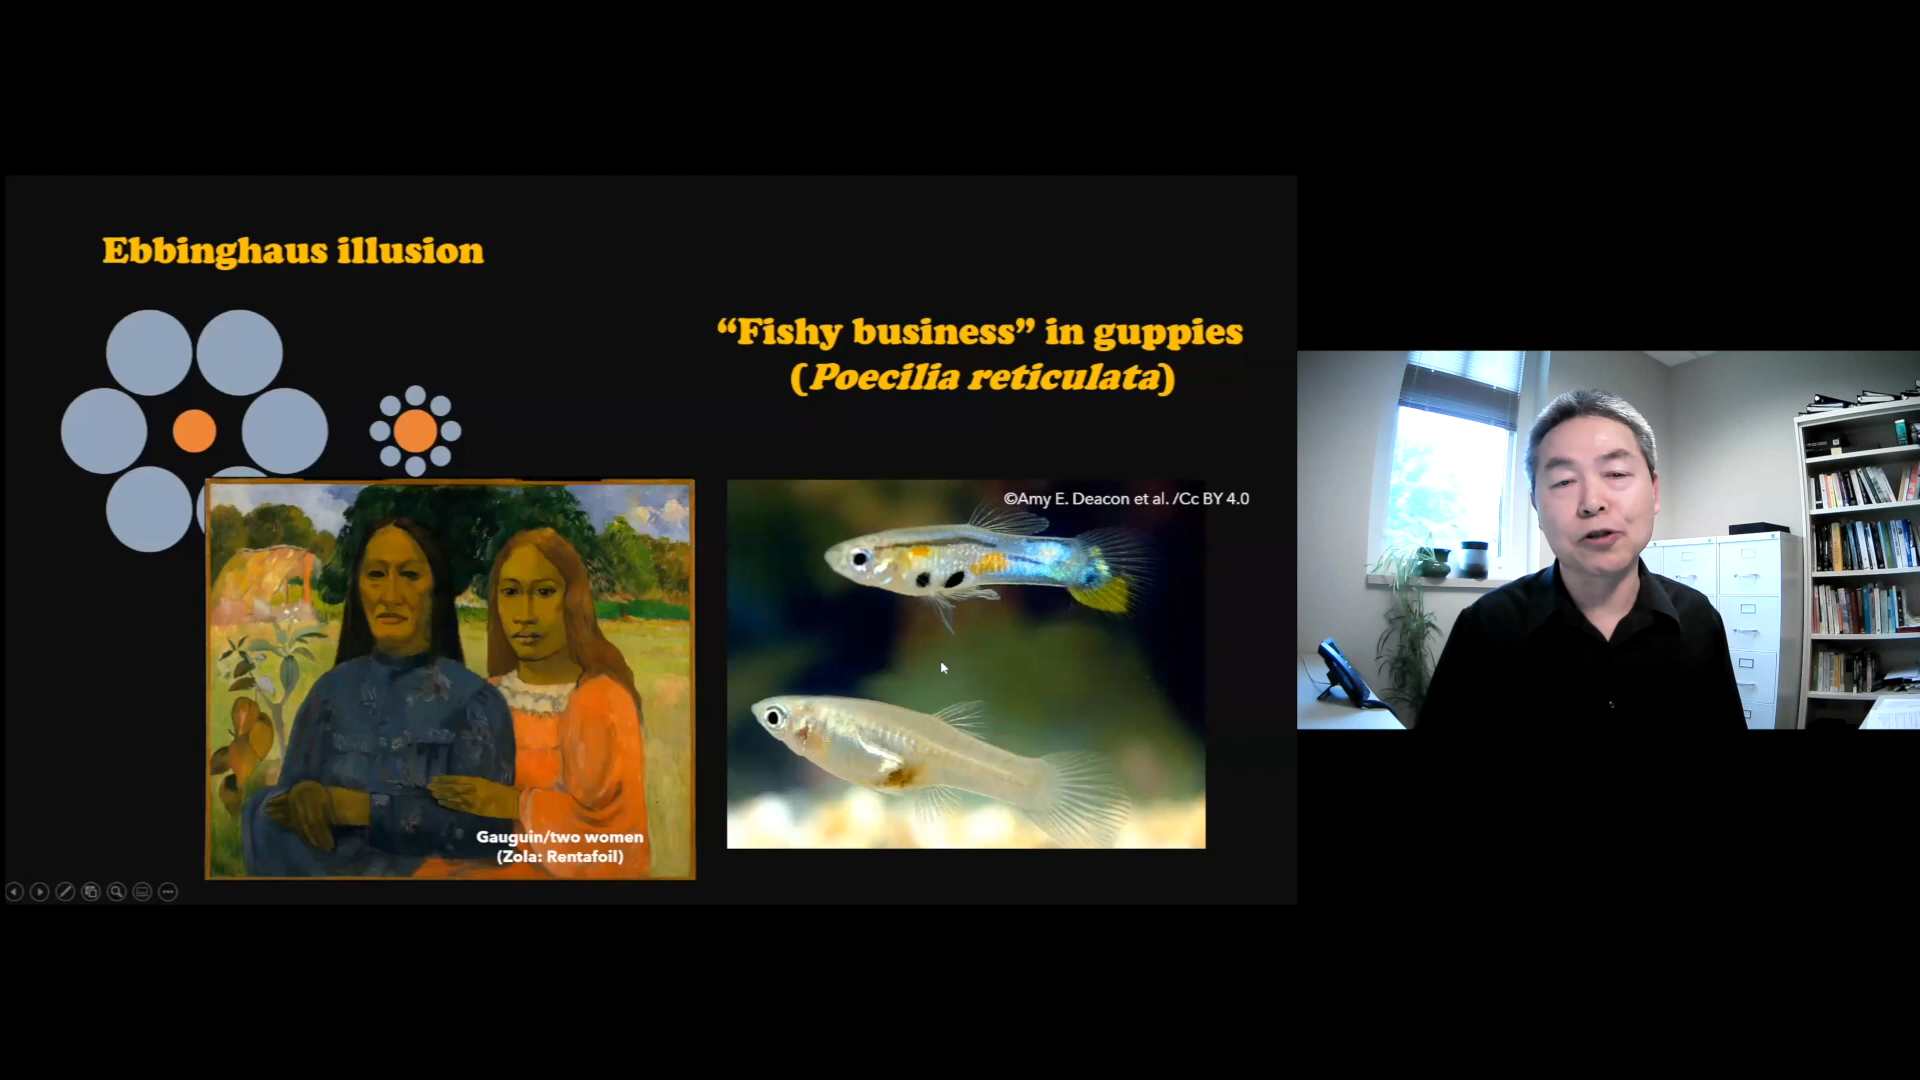 Ebbinghaus illusion
“Fishy business” in guppies
(Poecilia reticulata)
©Amy E. Deacon et al. /Cc BY 4.0
Gauguin/two women
(Zola: Rentafoil)